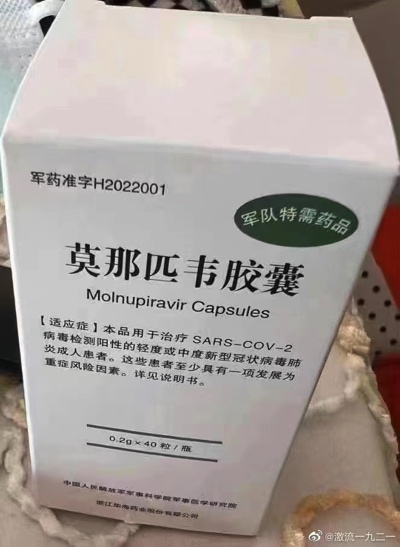 军药准字H2022001
军队特需药品
莫那匹韦胶囊
Molnupiravir Capsules
【适应症】本品用于治疗SARS-COV-2
病毒检测阳性的轻度或中度新型冠状病毒肺
炎成人患者。这些患者至少具有一项发展为
重症风险因素。详见说明书。
0.2g×40粒/瓶
中国人民解放军军事科学院军事医学研究院
浙江华海药业股份有限公司
@激流一九二一